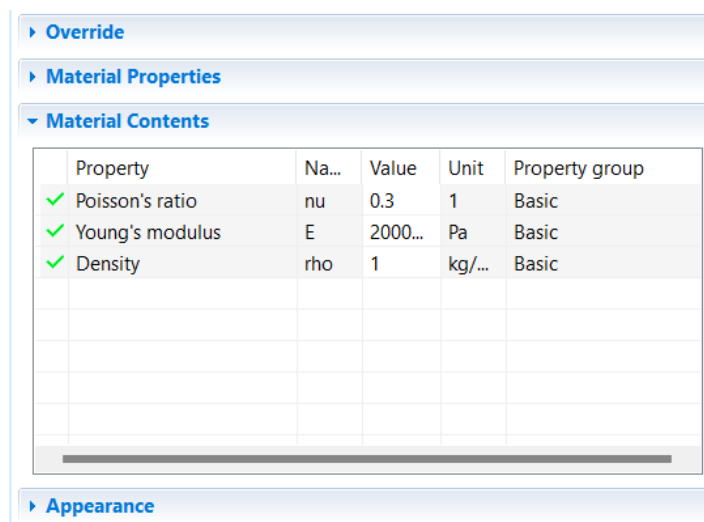 Override
Material Properties
Material Contents
Property Na... Value Unit Property group
Poisson's ratio nu 0.3 1 Basic
Young's modulus E 2000... Pa Basic
Density rho 1 kg/... Basic
Appearance